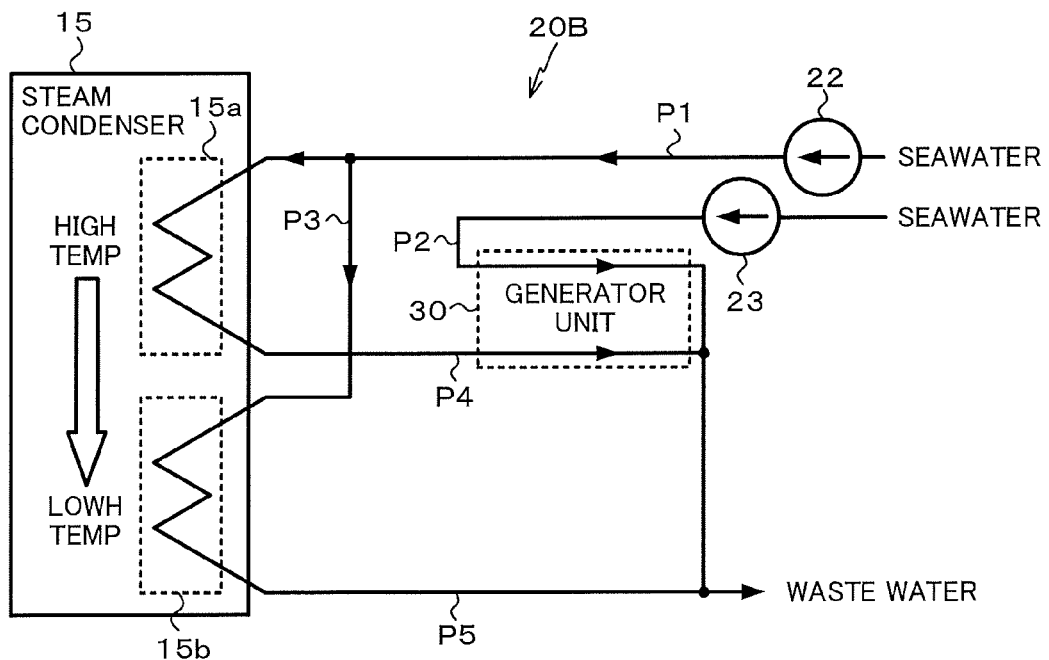 15
20B
STEAM
CONDENSER
15a
22
P1
SEAWATER
HIGH
TEMP
P3
P2
SEAWATER
23
30
GENERATOR
UNIT
P4
LOWH
TEMP
WASTE WATER
15b
P5